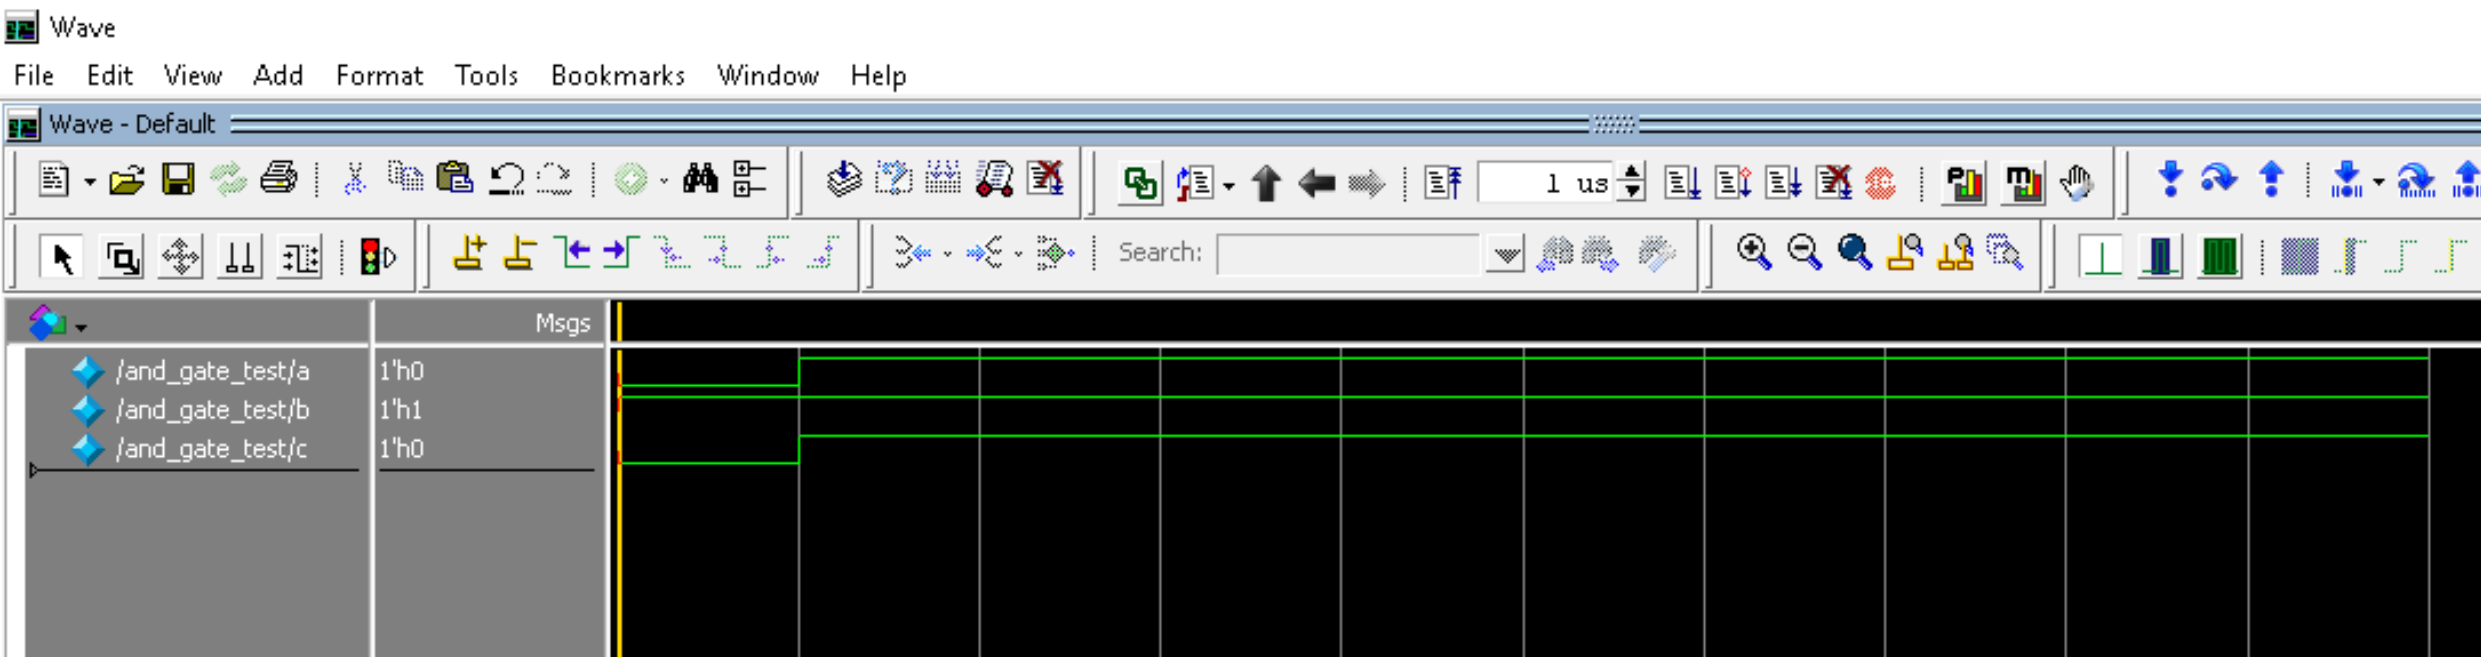 Wave
File Edit View Add Format Tools Bookmarks Window Help
Wave - Default
1 us
Search:
Msgs
/and_gate_test/a 1'h0
/and_gate_test/b 1'h1
/and_gate_test/c 1'h0